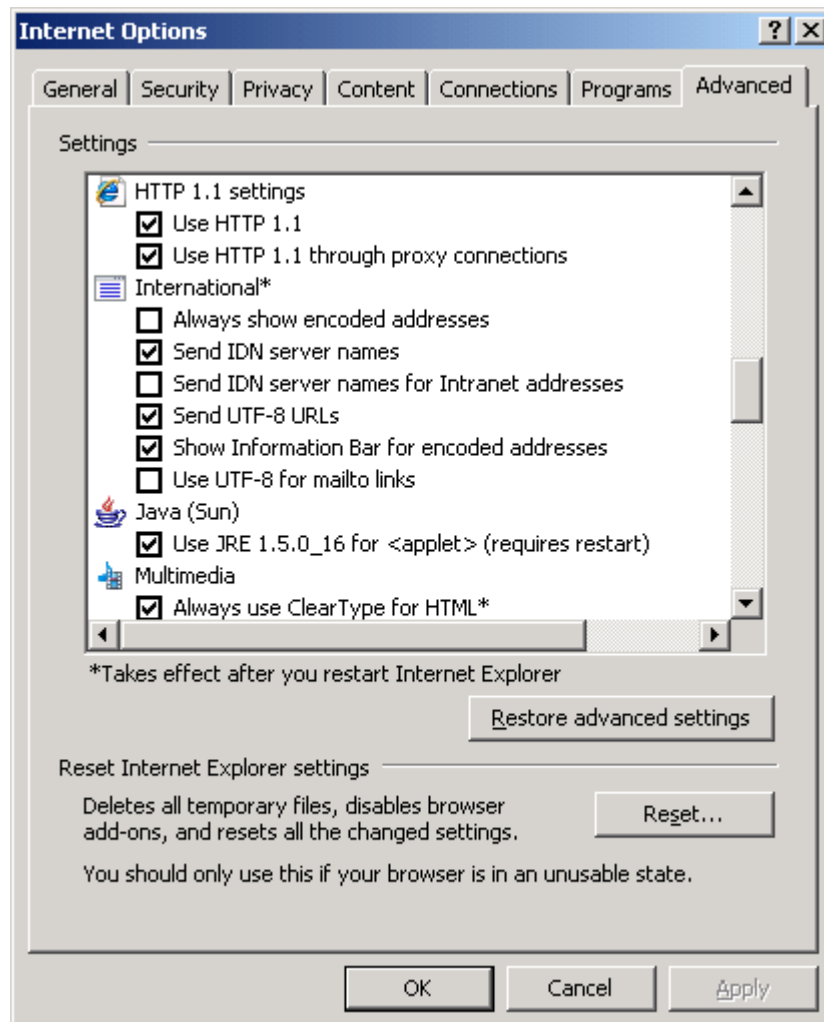 Internet Options
General Security Privacy Content Connections Programs Advanced
Settings
HTTP 1.1 settings
Use HTTP 1.1
Use HTTP 1.1 through proxy connections
International*
Always show encoded addresses
Send IDN server names
Send IDN server names for Intranet addresses
Send UTF-8 URLs
Show Information Bar for encoded addresses
Use UTF-8 for mailto links
Java (Sun)
Use JRE 1.5.0_16 for <applet> (requires restart)
Multimedia
Always use ClearType for HTML*
*Takes effect after you restart Internet Explorer
Restore advanced settings
Reset Internet Explorer settings
Deletes all temporary files, disables browser
add-ons, and resets all the changed settings.
Reset...
You should only use this if your browser is in an unusable state.
OK Cancel Apply